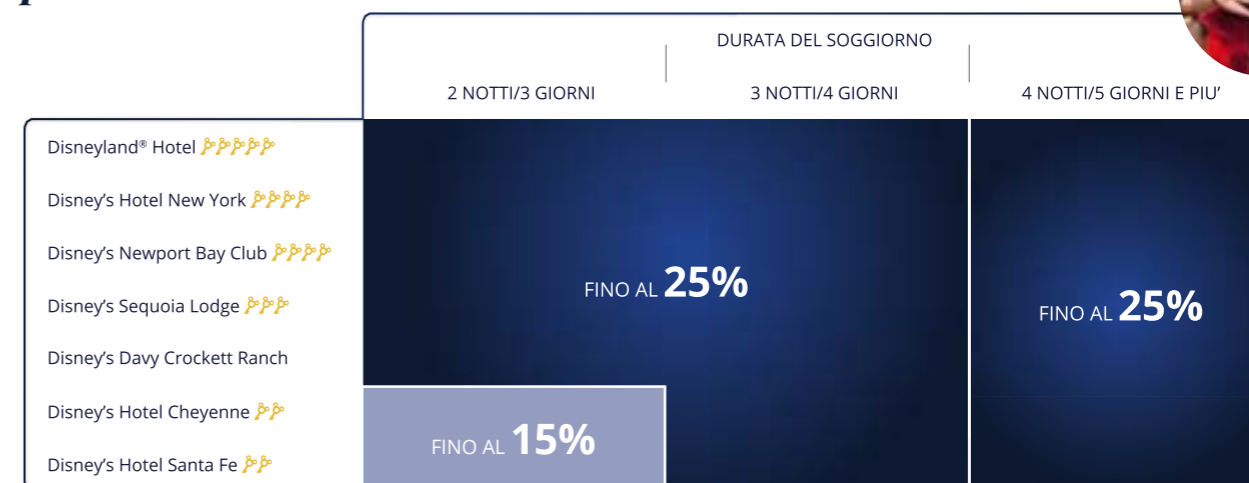 DURATA DEL SOGGIORNO
2 NOTTI/3 GIORNI
3 NOTTI/4 GIORNI
4 NOTTI/5 GIORNI E PIU'
Disneyland® Hotel
Disney's Hotel New York
Disney's Newport Bay Club
Disney's Sequoia Lodge
Disney's Davy Crockett Ranch
Disney's Hotel Cheyenne
Disney's Hotel Santa Fe
FINO AL 25%
FINO AL 25%
FINO AL 15%